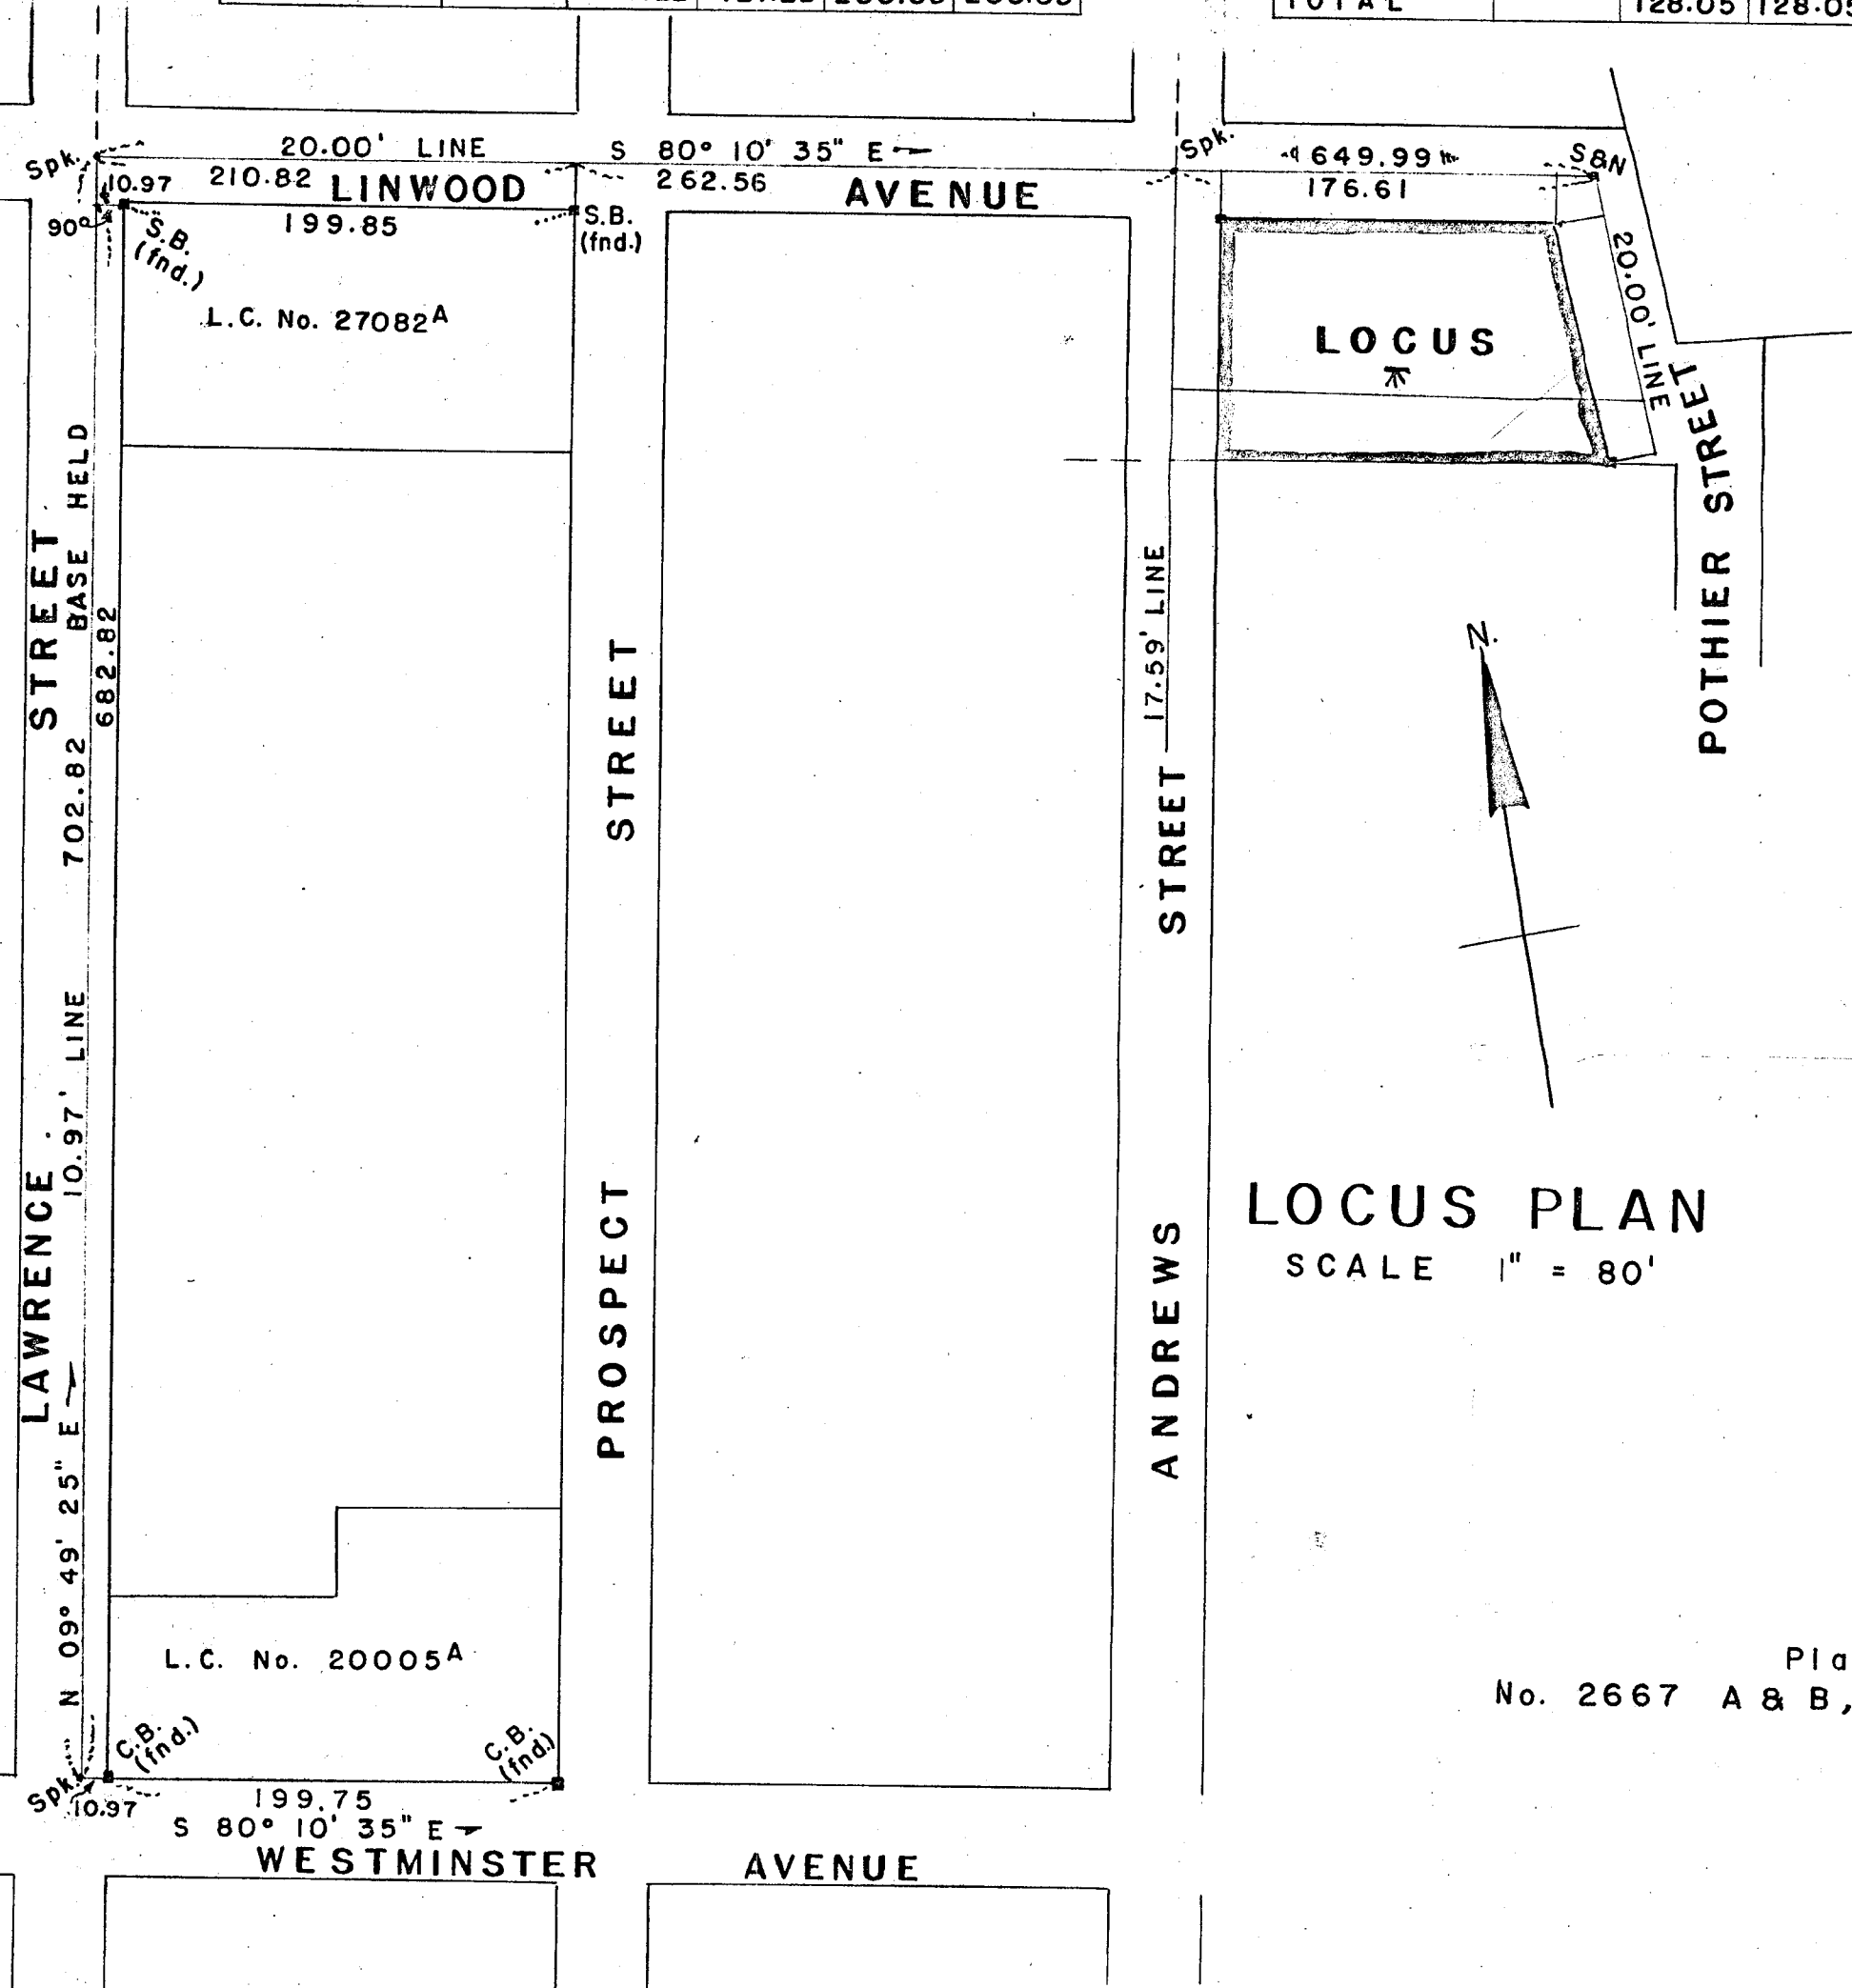 TOTAL 128.05
20.00' LINE S 80° 10' 35" E
Spk.
Spk.
649.99
S&N
10.97 210.82 LINWOOD 262.56 AVENUE 176.61
90°
199.85
S.B.
(fnd.)
S.B.
(fnd.)
L.C. No. 27082A
LOCUS
20.00' LINE
POTHIER STREET
LAWRENCE STREET
N 09° 49' 25" E 10.97' LINE 702.82 BASE HELD
682.82
PROSPECT STREET
ANDREWS STREET
17.59' LINE
N.
LOCUS PLAN
SCALE 1" = 80'
L.C. No. 20005A
No. 2667 A & B,
C.B.
(fnd.)
C.B.
(fnd.)
Spk.
10.97
199.75
S 80° 10' 35" E
WESTMINSTER AVENUE